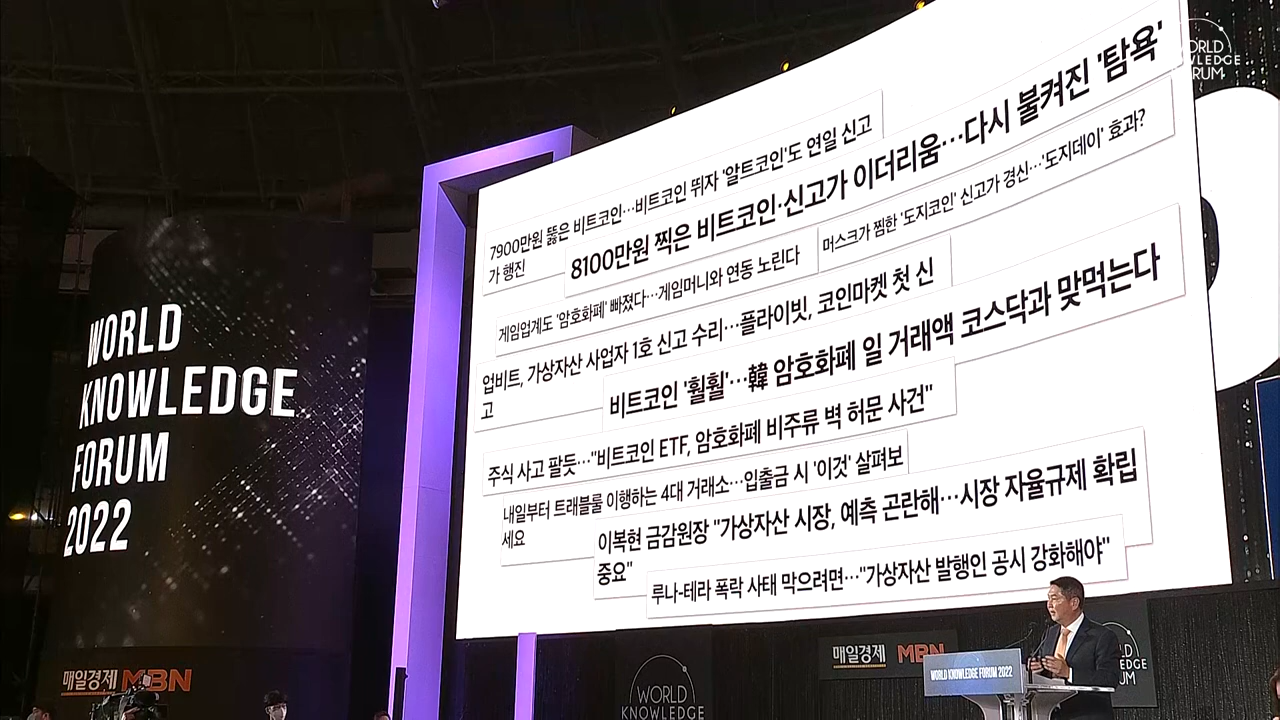 WORLD
KNOWLEDGE
FORUM
2022
매일경제 MBN
7900만원 뚫은 비트코인…비트코인 뛰자 '알트코인'도 연일 신고
가 행진
8100만원 찍은 비트코인·신고가 이더리움…다시 불켜진 '탐욕'
게임업계도 '암호화폐' 빠졌다…게임머니와 연동 노린다
머스크가 찜한 '도지코인' 신고가 경신…'도지데이' 효과?
업비트, 가상자산 사업자 1호 신고 수리…플라이빗, 코인마켓 첫 신
고
비트코인 '훨훨'…韓 암호화폐 일 거래액 코스닥과 맞먹는다
주식 사고 팔듯…"비트코인 ETF, 암호화폐 비주류 벽 허문 사건"
내일부터 트래블룰 이행하는 4대 거래소…입출금 시 '이것' 살펴보
세요
이복현 금감원장 "가상자산 시장, 예측 곤란해…시장 자율규제 확립
중요"
루나-테라 폭락 사태 막으려면…"가상자산 발행인 공시 강화해야"
WORLD
KNOWLEDGE
FORUM
매일경제 MBN
WORLD KNOWLEDGE FORUM 2022
WORLD
KNOWLEDGE